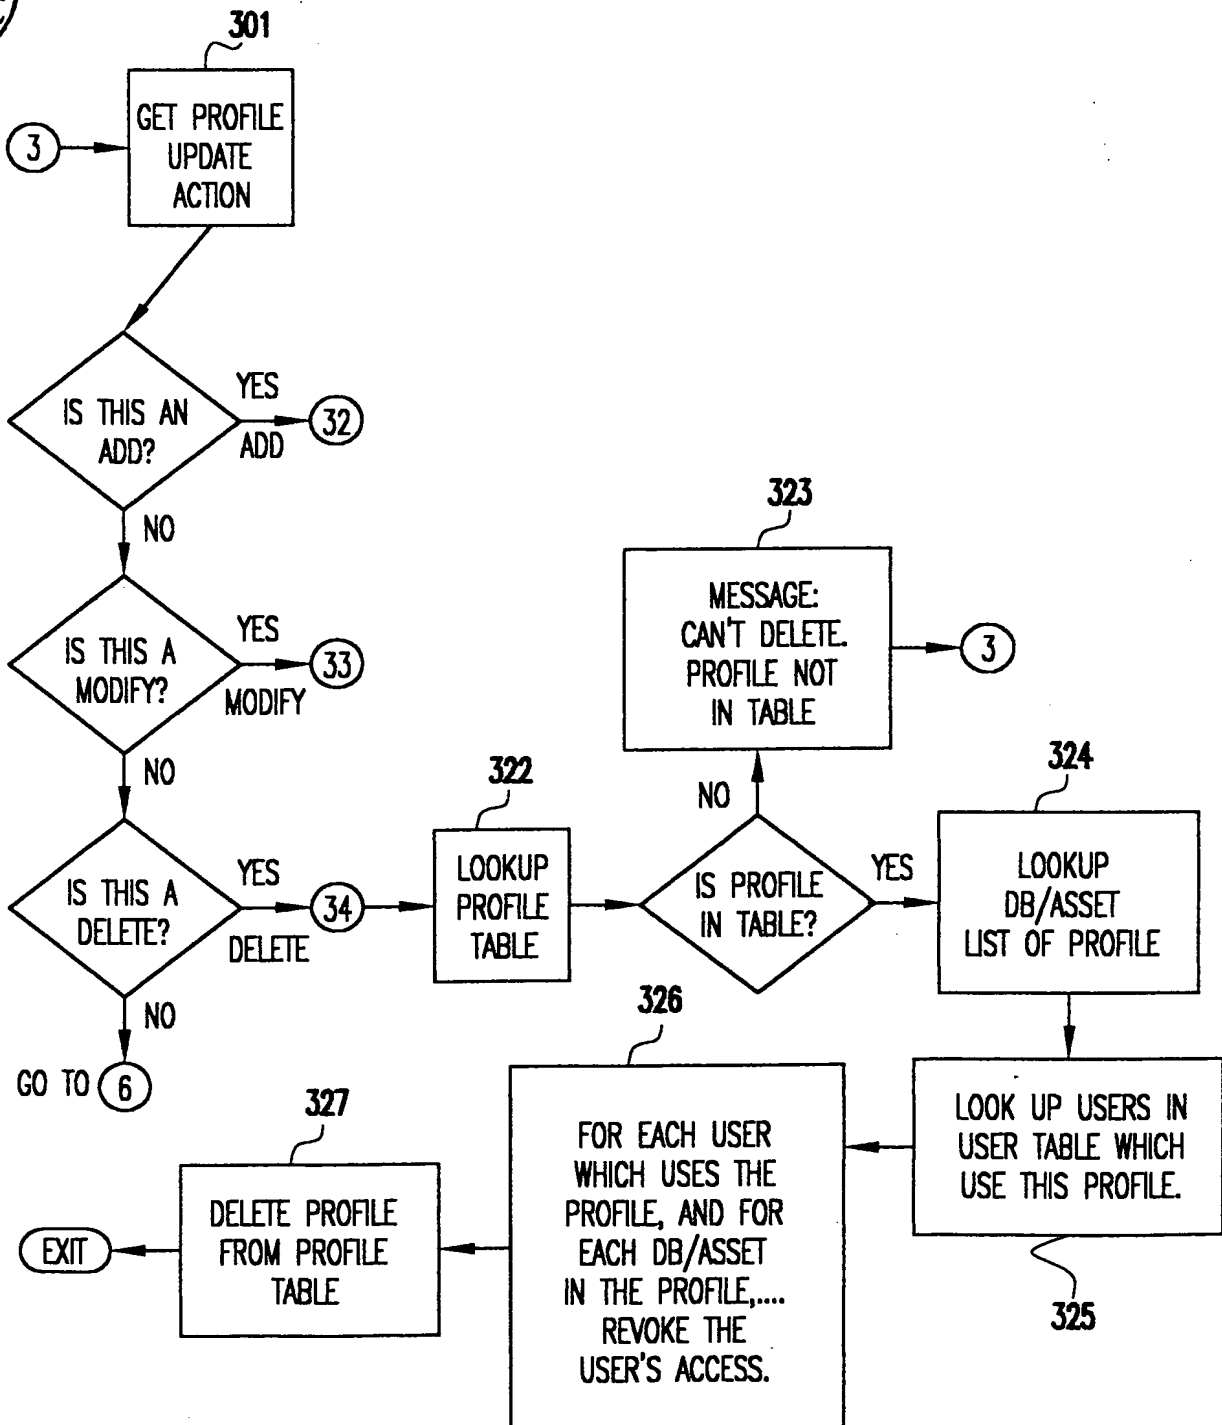 301
GET PROFILE
UPDATE
ACTION
3
IS THIS AN
ADD?
YES
ADD
32
NO
IS THIS A
MODIFY?
YES
MODIFY
33
NO
IS THIS A
DELETE?
YES
DELETE
34
NO
GO TO 6
322
LOOKUP
PROFILE
TABLE
IS PROFILE
IN TABLE?
NO
323
MESSAGE:
CAN'T DELETE.
PROFILE NOT
IN TABLE
3
YES
324
LOOKUP
DB/ASSET
LIST OF PROFILE
LOOK UP USERS IN
USER TABLE WHICH
USE THIS PROFILE.
325
326
FOR EACH USER
WHICH USES THE
PROFILE, AND FOR
EACH DB/ASSET
IN THE PROFILE,....
REVOKE THE
USER'S ACCESS.
327
DELETE PROFILE
FROM PROFILE
TABLE
EXIT